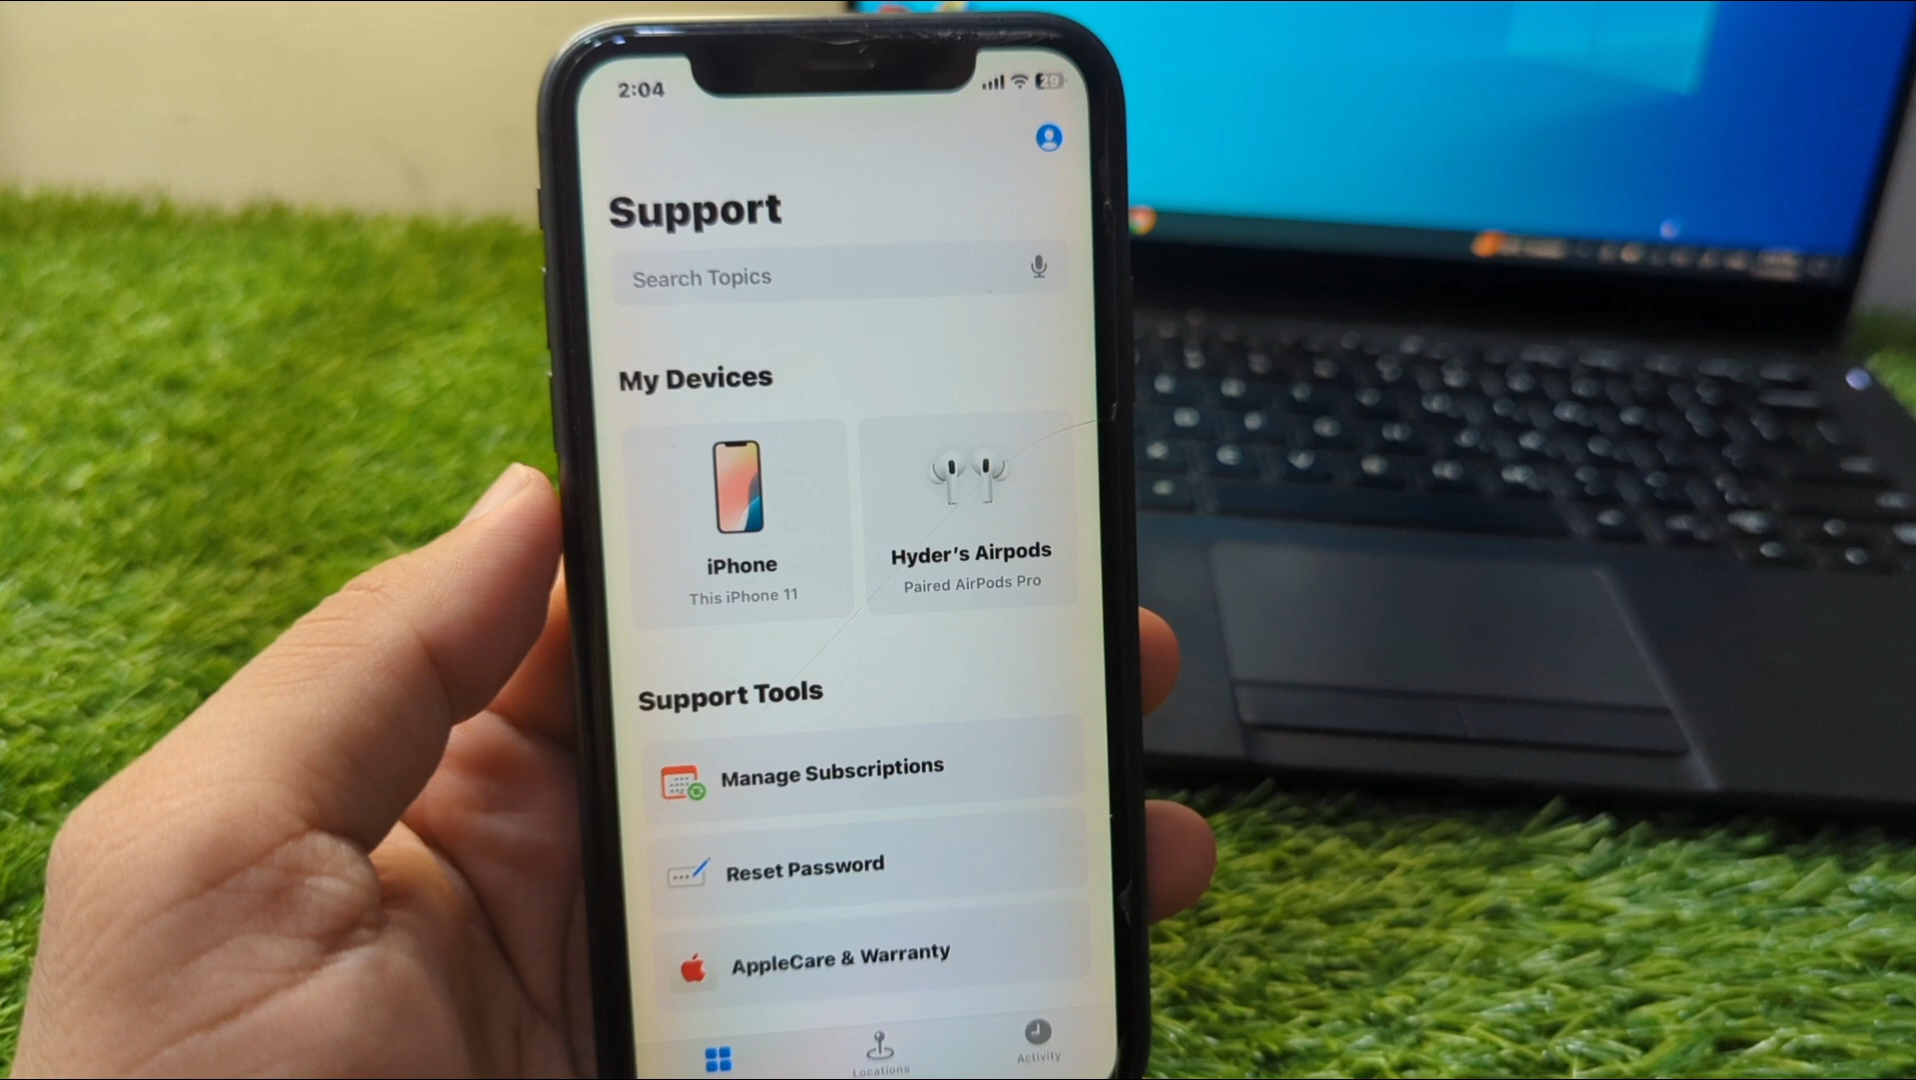 2:04
29
Support
Search Topics
My Devices
iPhone
This iPhone 11
Hyder's Airpods
Paired AirPods Pro
Support Tools
Manage Subscriptions
Reset Password
AppleCare & Warranty
Locations
Activity